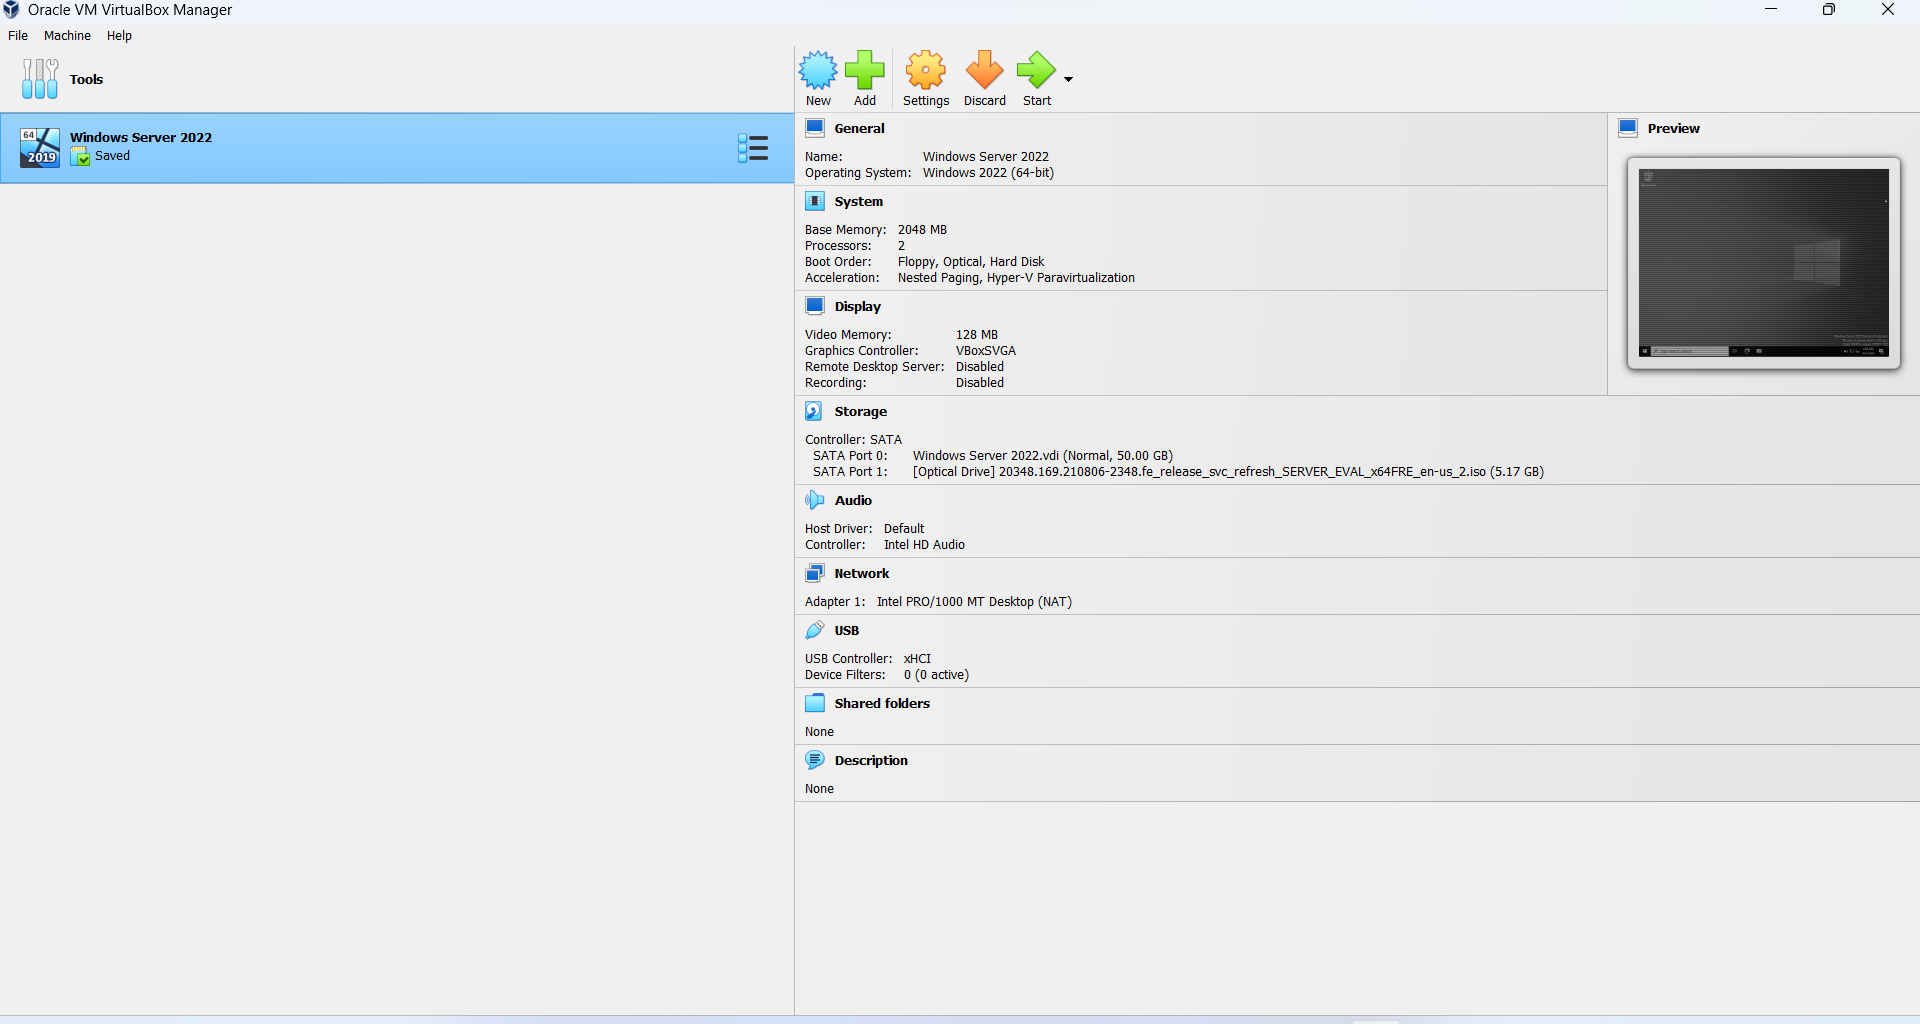 Oracle VM VirtualBox Manager
File Machine Help
Tools
64
2019
Windows Server 2022
Saved
New Add Settings Discard Start
General
Name: Windows Server 2022
Operating System: Windows 2022 (64-bit)
System
Base Memory: 2048 MB
Processors: 2
Boot Order: Floppy, Optical, Hard Disk
Acceleration: Nested Paging, Hyper-V Paravirtualization
Display
Video Memory: 128 MB
Graphics Controller: VBoxSVGA
Remote Desktop Server: Disabled
Recording: Disabled
Preview
Storage
Controller: SATA
SATA Port 0: Windows Server 2022.vdi (Normal, 50.00 GB)
SATA Port 1: [Optical Drive] 20348.169.210806-2348.fe_release_svc_refresh_SERVER_EVAL_x64FRE_en-us_2.iso (5.17 GB)
Audio
Host Driver: Default
Controller: Intel HD Audio
Network
Adapter 1: Intel PRO/1000 MT Desktop (NAT)
USB
USB Controller: xHCI
Device Filters: 0 (0 active)
Shared folders
None
Description
None